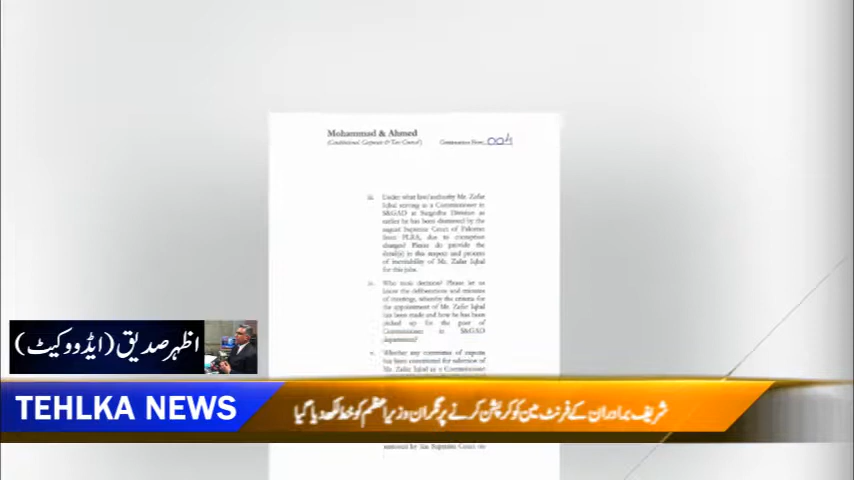 Mohammad & Ahmed
(Constitutional, Corporate & Tax Counsel)
Continuation Sheet 004
iii. Under what law/authority Mr. Zafar
Iqbal serving as a Commissioner in
S&GAD at Sargodha Division as
earlier he has been dismissed by the
august Supreme Court of Pakistan
from PLRA, due to corruption
charges? Please do provide the
detail(s) in this respect and process
of inevitability of Mr. Zafar Iqbal
for this jobs.
iv. Who took decision? Please let us
know the deliberations and minutes
of meetings, whereby the criteria for
the appointment of Mr. Zafar Iqbal
has been made and how he has been
picked up for the post of
Commissioner in S&GAD
department?
v. Whether any committee of experts
has been constituted for selection of
Mr. Zafar Iqbal as a Commissioner
اظہر صدیق (ایڈووکیٹ)
TEHLKA NEWS
شریف برادران کے فرنٹ مین کو کرپشن کرنے پر نگران وزیراعظم کو خط لکھ دیا گیا
by the Supreme Court on